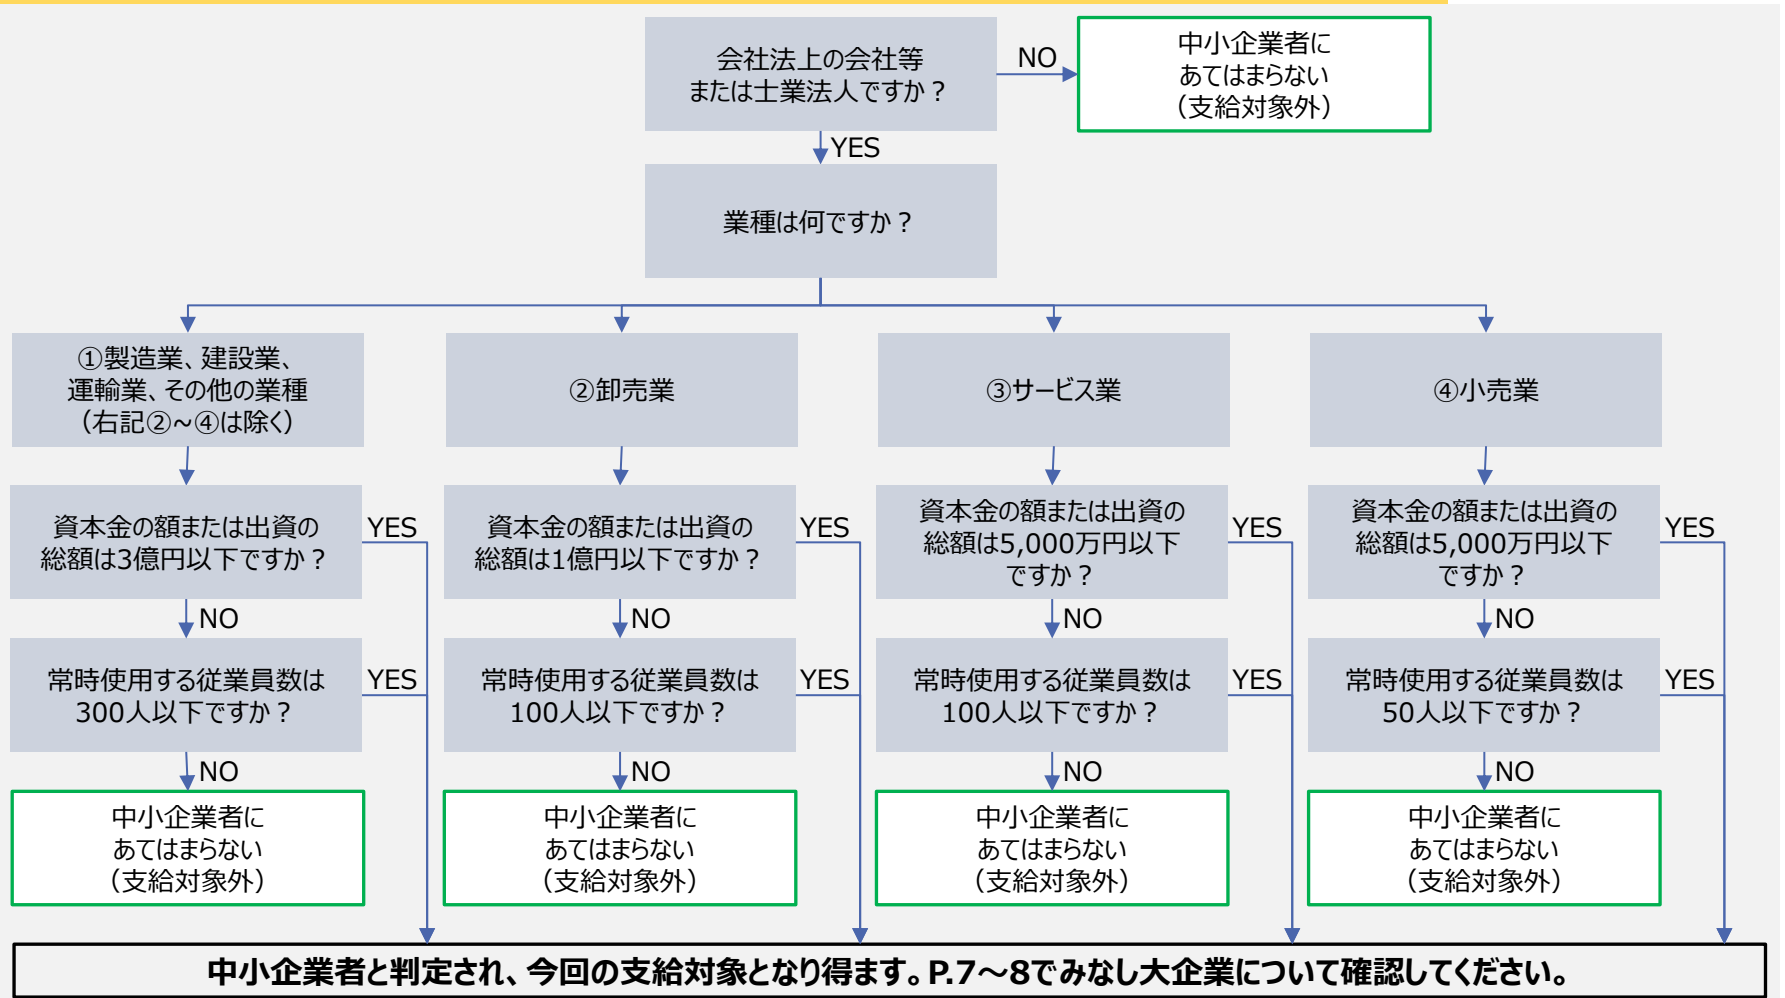 会社法上の会社等
または士業法人ですか？
NO
中小企業者に
あてはまらない
（支給対象外）
YES
業種は何ですか？
①製造業、建設業、
運輸業、その他の業種
（右記②~④は除く）
②卸売業
③サービス業
④小売業
資本金の額または出資の
総額は3億円以下ですか？
YES
資本金の額または出資の
総額は1億円以下ですか？
YES
資本金の額または出資の
総額は5,000万円以下
ですか？
YES
資本金の額または出資の
総額は5,000万円以下
ですか？
YES
NO
NO
NO
NO
常時使用する従業員数は
300人以下ですか？
YES
常時使用する従業員数は
100人以下ですか？
YES
常時使用する従業員数は
100人以下ですか？
YES
常時使用する従業員数は
50人以下ですか？
YES
NO
NO
NO
NO
中小企業者に
あてはまらない
（支給対象外）
中小企業者に
あてはまらない
（支給対象外）
中小企業者に
あてはまらない
（支給対象外）
中小企業者に
あてはまらない
（支給対象外）
中小企業者と判定され、今回の支給対象となり得ます。P.7～8でみなし大企業について確認してください。